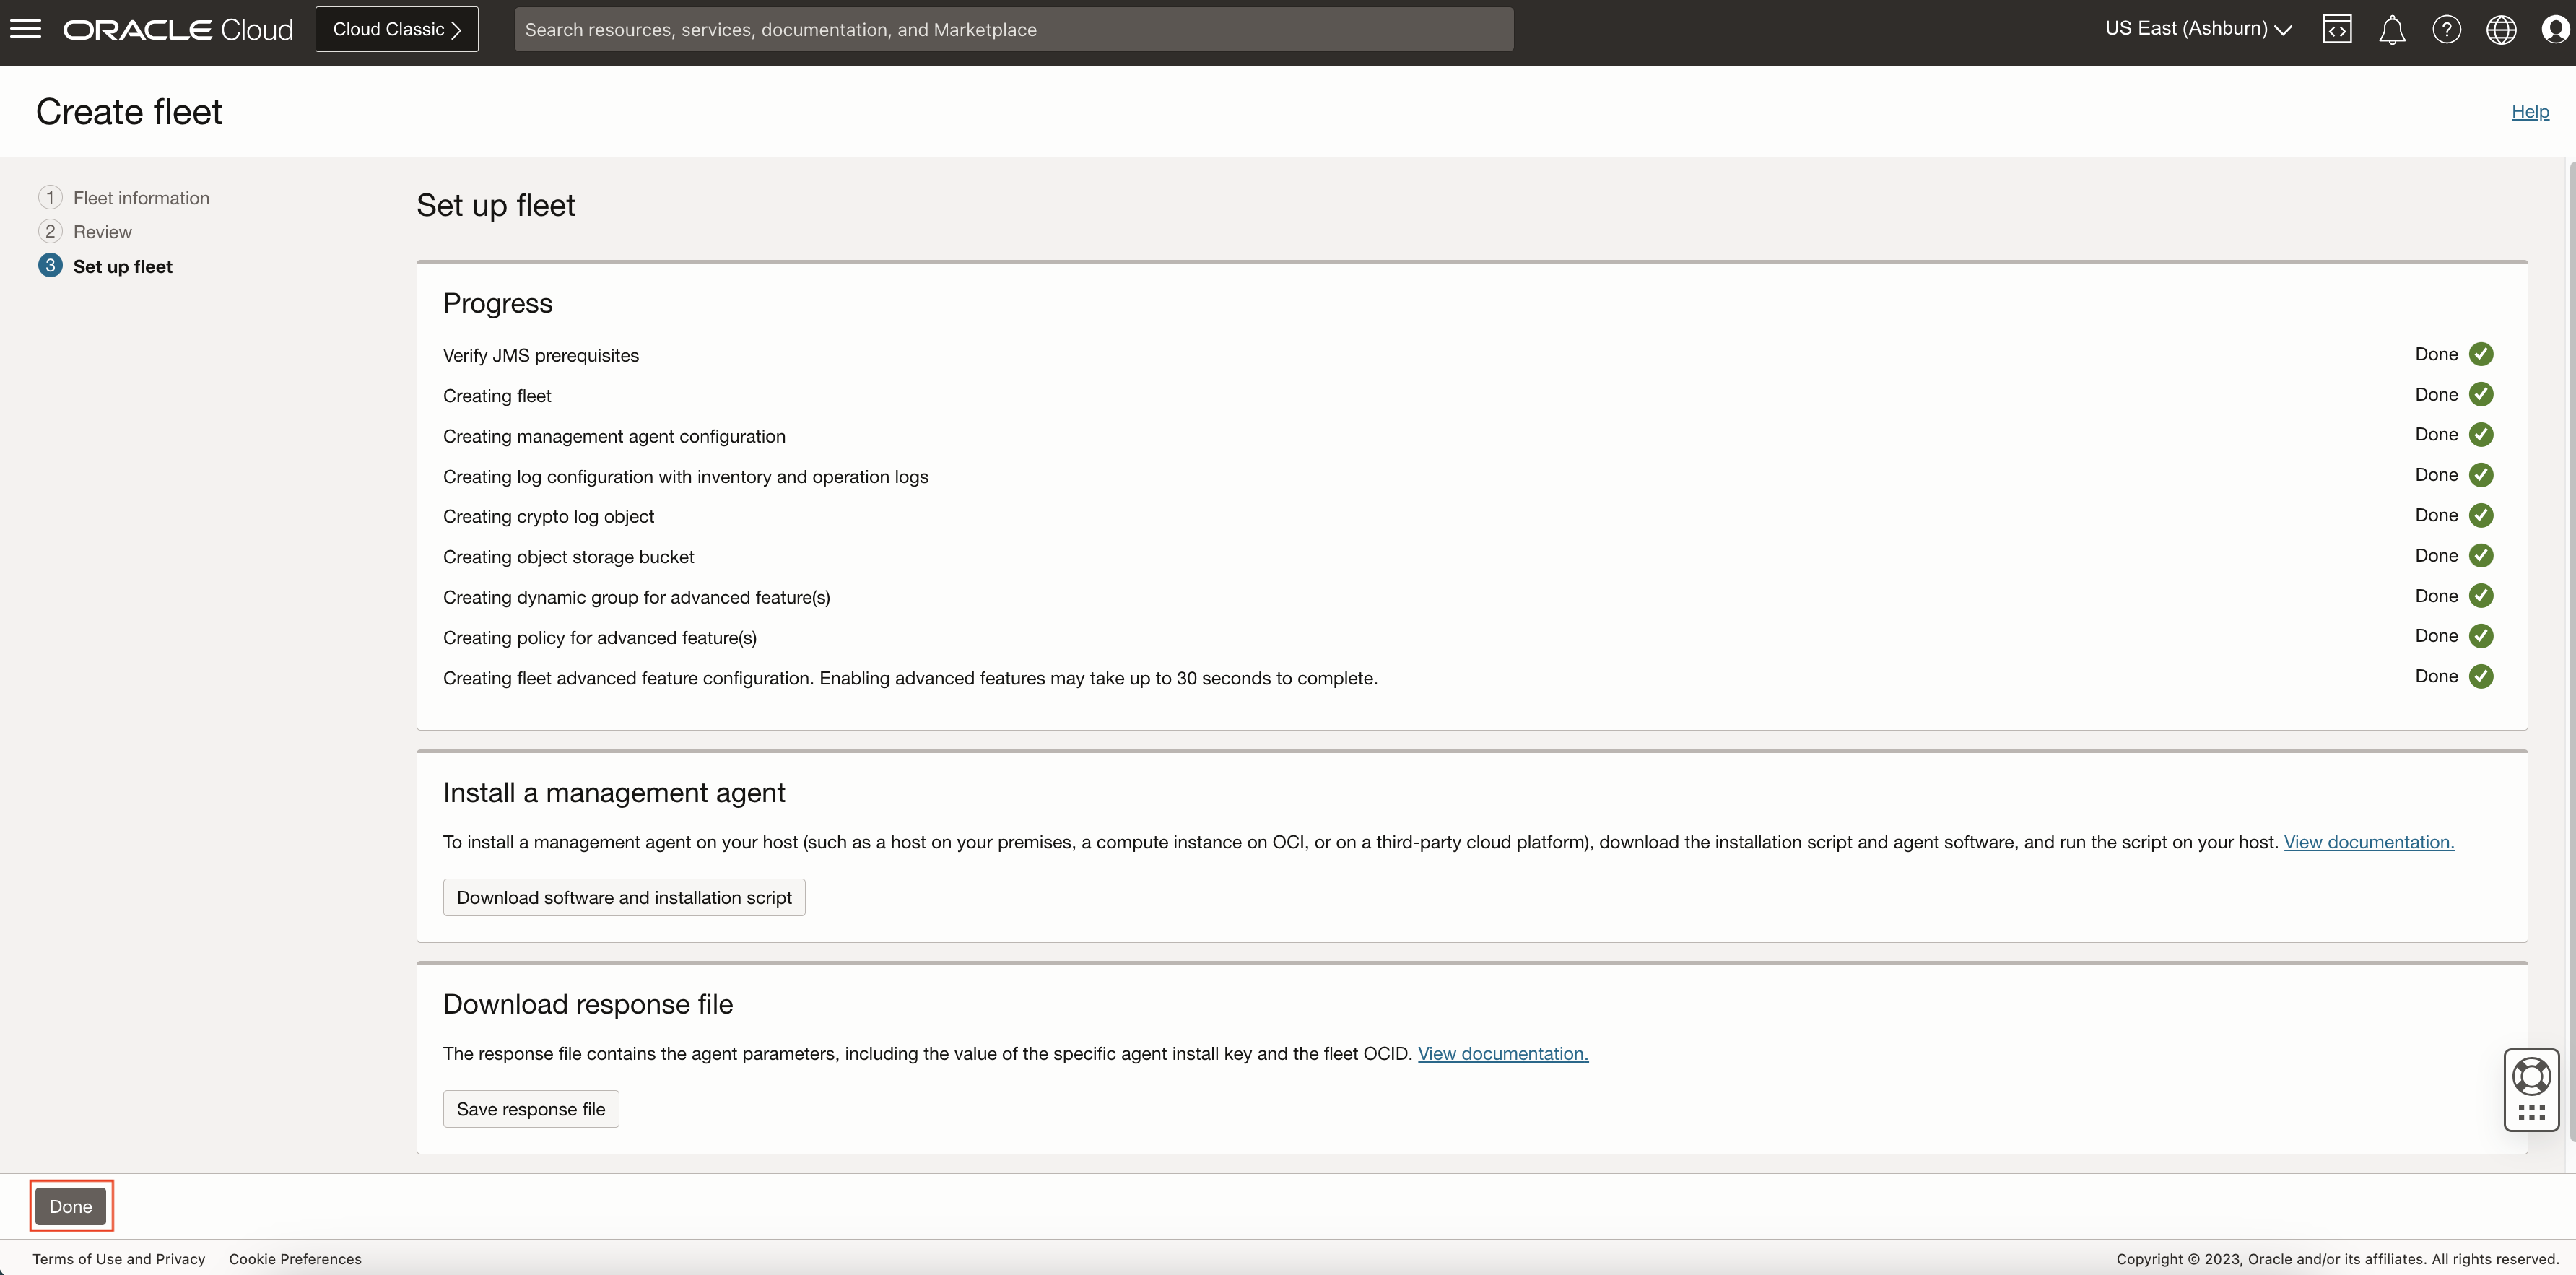 ORACLE Cloud
Cloud Classic
Search resources, services, documentation, and Marketplace
US East (Ashburn)
Create fleet
Help
1 Fleet information
2 Review
3 Set up fleet
Set up fleet
Progress
Verify JMS prerequisites Done
Creating fleet Done
Creating management agent configuration Done
Creating log configuration with inventory and operation logs Done
Creating crypto log object Done
Creating object storage bucket Done
Creating dynamic group for advanced feature(s) Done
Creating policy for advanced feature(s) Done
Creating fleet advanced feature configuration. Enabling advanced features may take up to 30 seconds to complete. Done
Install a management agent
To install a management agent on your host (such as a host on your premises, a compute instance on OCI, or on a third-party cloud platform), download the installation script and agent software, and run the script on your host. View documentation.
Download software and installation script
Download response file
The response file contains the agent parameters, including the value of the specific agent install key and the fleet OCID. View documentation.
Save response file
Done
Terms of Use and Privacy Cookie Preferences
Copyright © 2023, Oracle and/or its affiliates. All rights reserved.